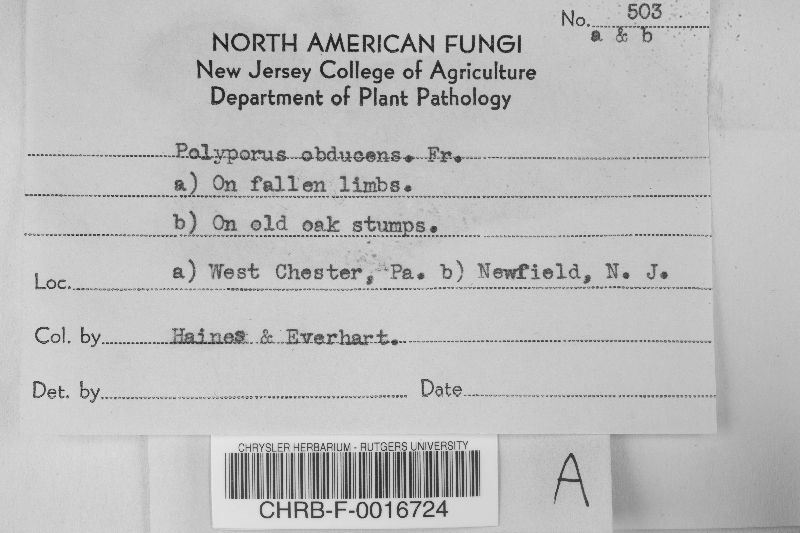 No. 503
a & b
NORTH AMERICAN FUNGI
New Jersey College of Agriculture
Department of Plant Pathology
Polyporus obducens. Fr.
a) On fallen limbs.
b) On old oak stumps.
Loc. a) West Chester, Pa. b) Newfield, N. J.
Col. by Haines & Everhart.
Det. by Date
CHRYSLER HERBARIUM - RUTGERS UNIVERSITY
CHRB-F-0016724
A